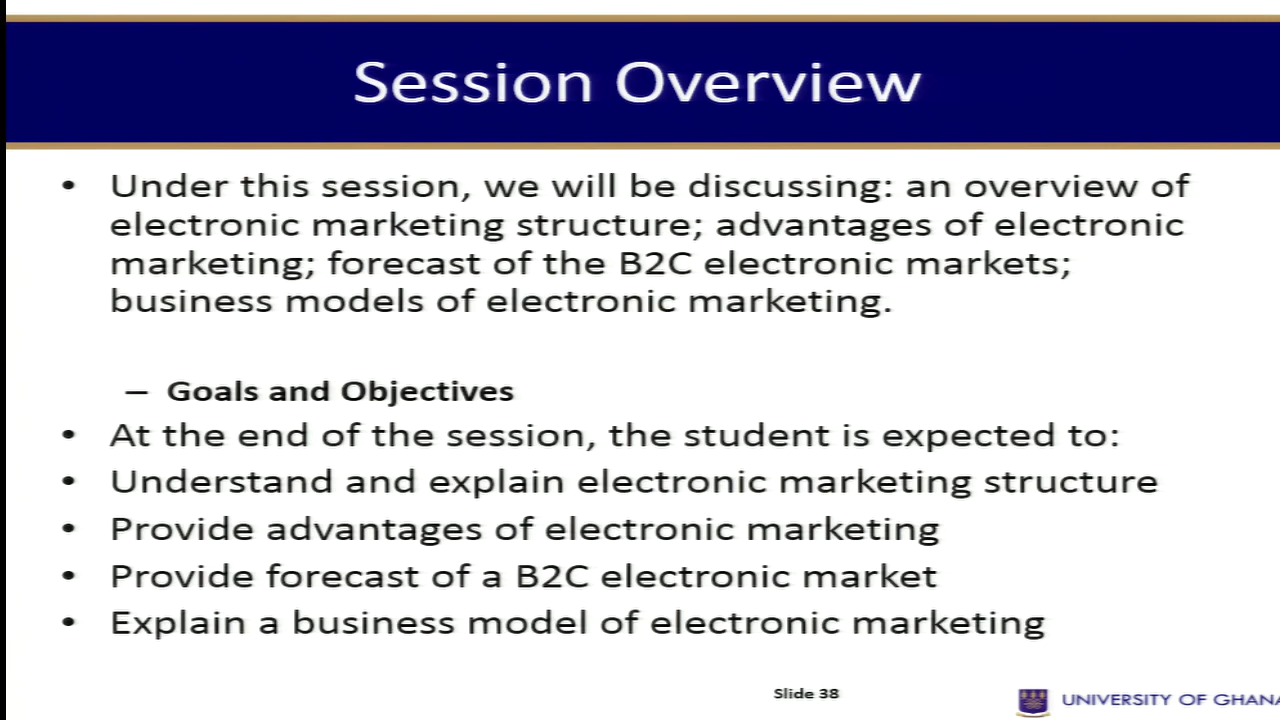 Session Overview
• Under this session, we will be discussing: an overview of
electronic marketing structure; advantages of electronic
marketing; forecast of the B2C electronic markets;
business models of electronic marketing.
– Goals and Objectives
• At the end of the session, the student is expected to:
• Understand and explain electronic marketing structure
• Provide advantages of electronic marketing
• Provide forecast of a B2C electronic market
• Explain a business model of electronic marketing
Slide 38
UNIVERSITY OF GHANA